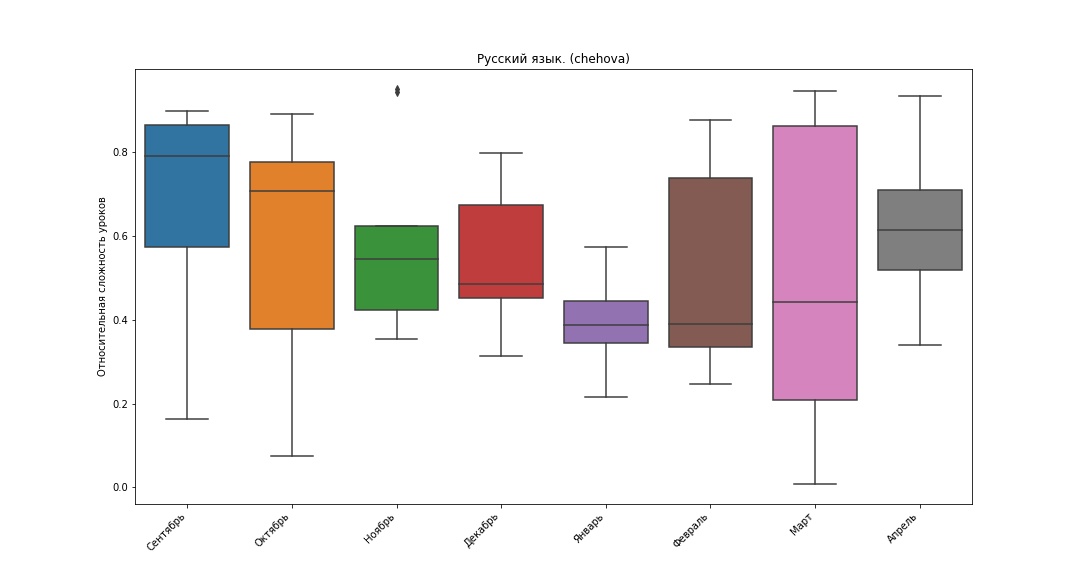 Русский язык. (chehova)
Относительная сложность уроков
0.8
0.6
0.4
0.2
0.0
Сентябрь
Октябрь
Ноябрь
Декабрь
Январь
Февраль
Март
Апрель